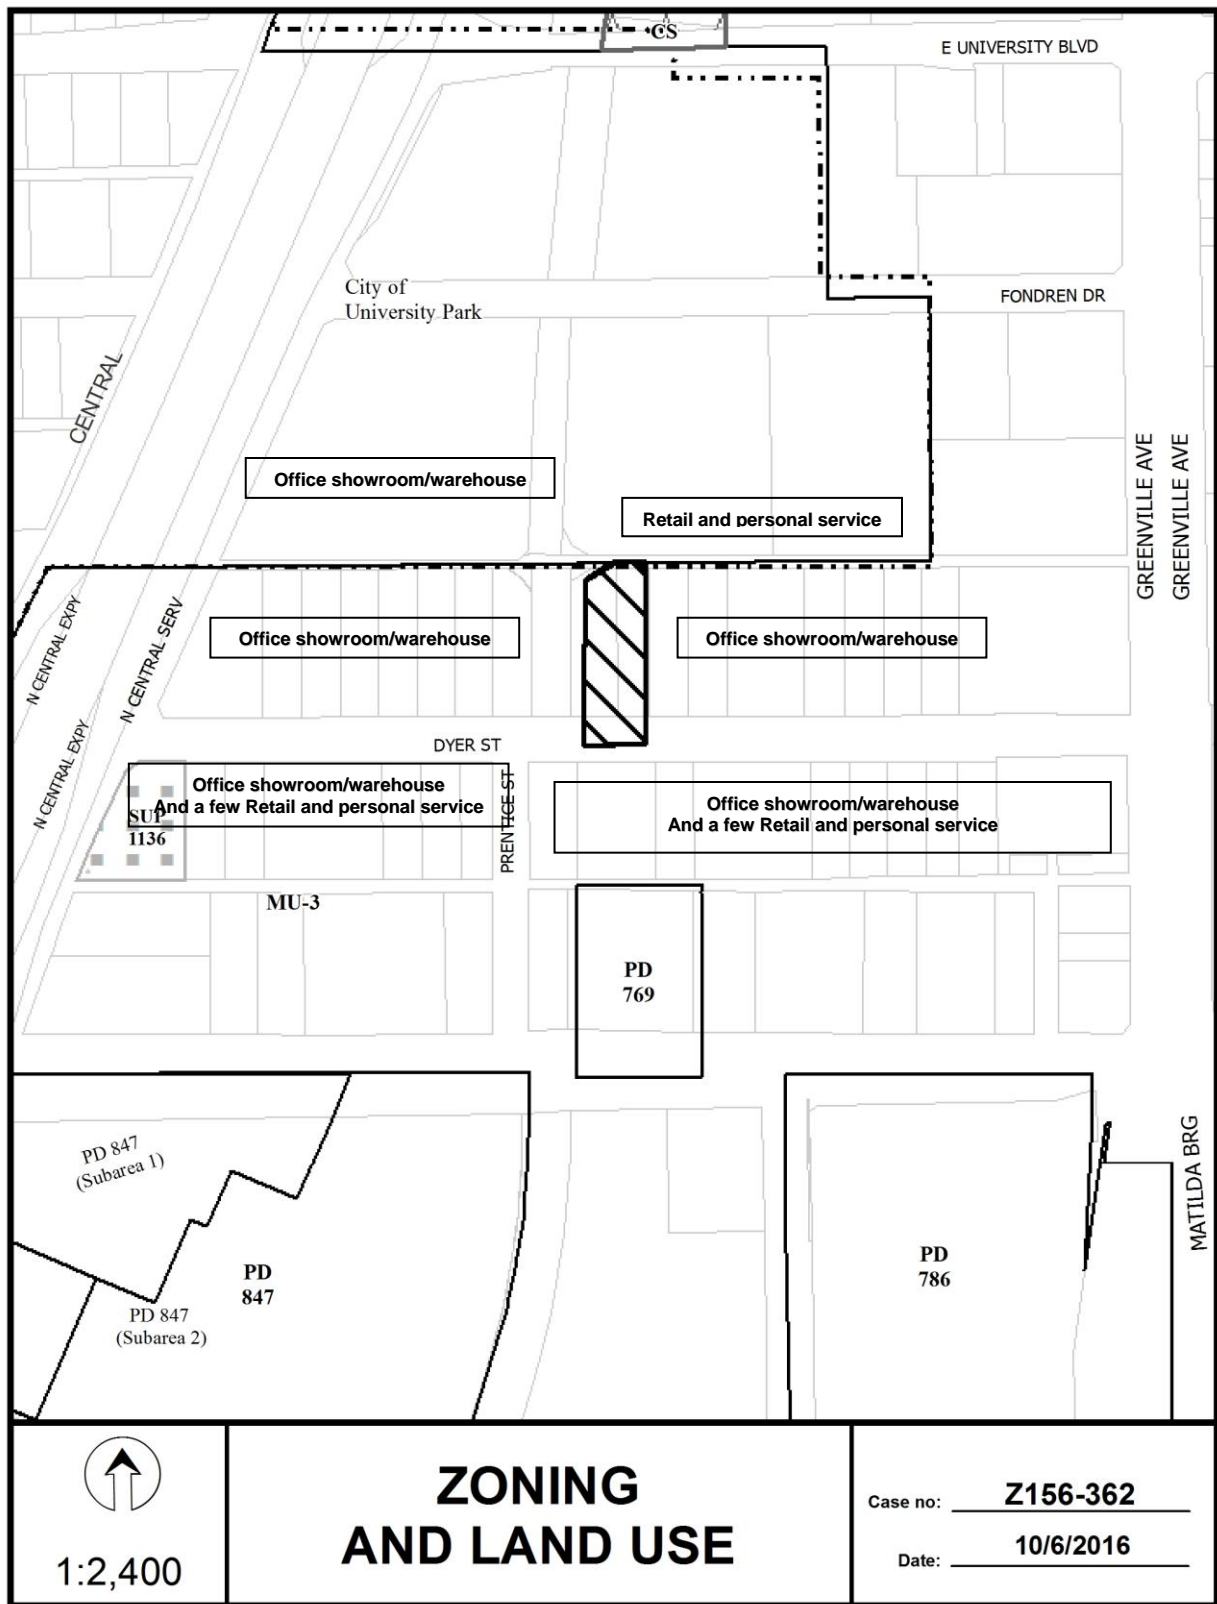 CS
E UNIVERSITY BLVD
City of
University Park
FONDREN DR
CENTRAL
GREENVILLE AVE
GREENVILLE AVE
Office showroom/warehouse
Retail and personal service
N CENTRAL EXPY
N CENTRAL SERV
Office showroom/warehouse
Office showroom/warehouse
N CENTRAL EXPY
DYER ST
PRENTICE ST
Office showroom/warehouse
And a few Retail and personal service
Office showroom/warehouse
And a few Retail and personal service
SUP
1136
MU-3
PD
769
PD 847
(Subarea 1)
PD
847
PD 847
(Subarea 2)
PD
786
MATILDA BRG
1:2,400
ZONING
AND LAND USE
Case no: Z156-362
Date: 10/6/2016